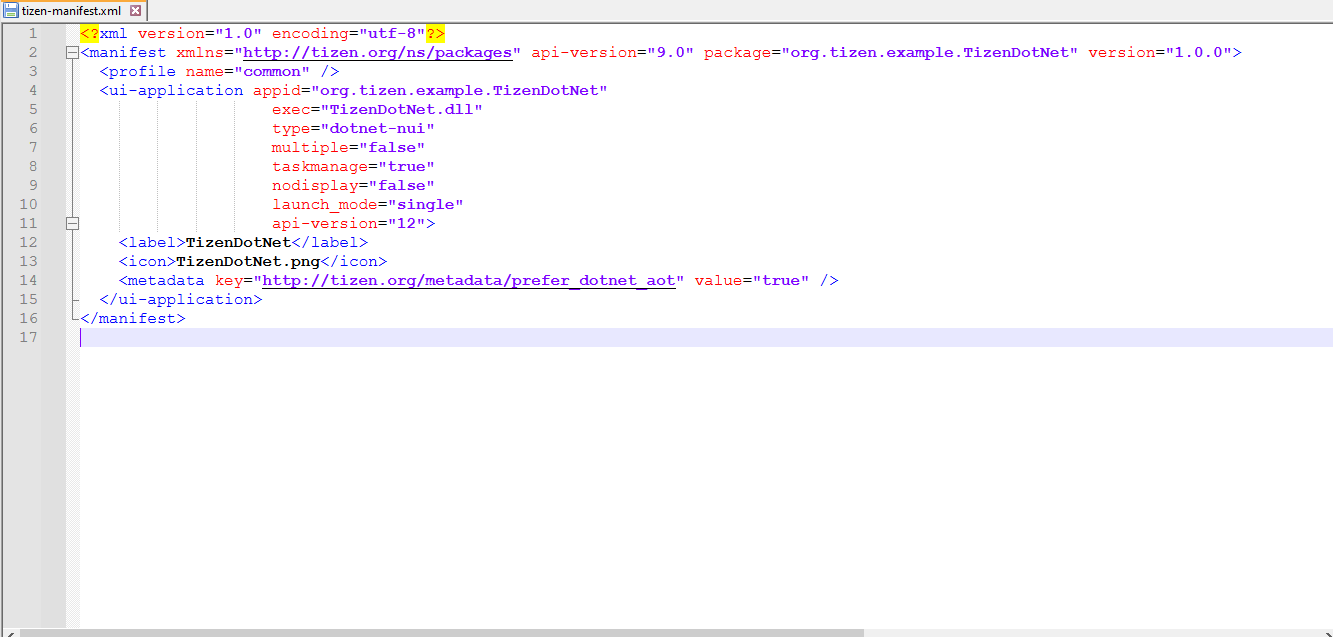 tizen-manifest.xml
1 <?xml version="1.0" encoding="utf-8"?>
2 <manifest xmlns="http://tizen.org/ns/packages" api-version="9.0" package="org.tizen.example.TizenDotNet" version="1.0.0">
3 <profile name="common" />
4 <ui-application appid="org.tizen.example.TizenDotNet"
5 exec="TizenDotNet.dll"
6 type="dotnet-nui"
7 multiple="false"
8 taskmanage="true"
9 nodisplay="false"
10 launch_mode="single"
11 api-version="12">
12 <label>TizenDotNet</label>
13 <icon>TizenDotNet.png</icon>
14 <metadata key="http://tizen.org/metadata/prefer_dotnet_aot" value="true" />
15 </ui-application>
16 </manifest>
17